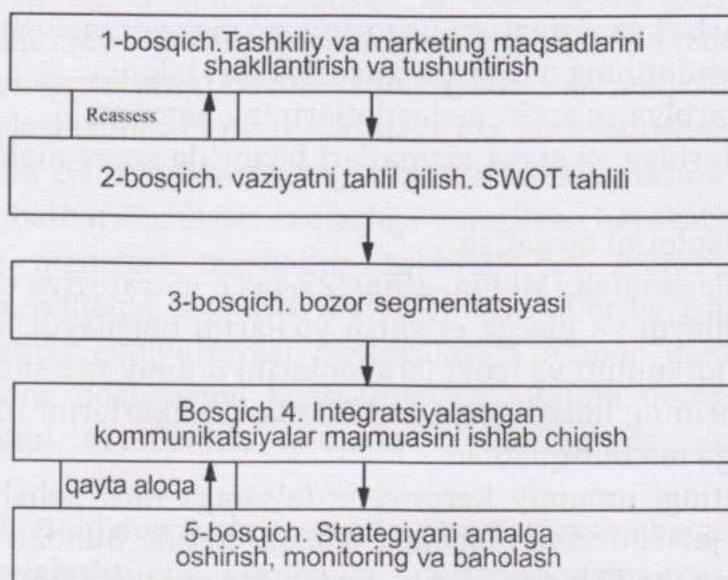 1-bosqich.Tashkiliy va marketing maqsadlarini
shakllantirish va tushuntirish
Reassess
2-bosqich. vaziyatni tahlil qilish. SWOT tahlili
3-bosqich. bozor segmentatsiyasi
Bosqich 4. Integratsiyalashgan
kommunikatsiyalar majmuasini ishlab chiqish
qayta aloqa
5-bosqich. Strategiyani amalga
oshirish, monitoring va baholash